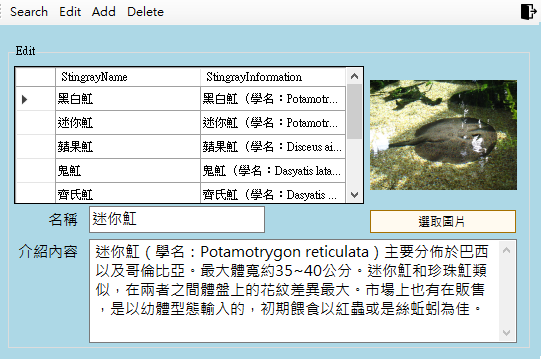 Search Edit Add Delete
Edit
StingrayName StingrayInformation
黑白魟 黑白魟（學名：Potamotr...
迷你魟 迷你魟（學名：Potamotr...
蘋果魟 蘋果魟（學名：Disceus ai...
鬼魟 鬼魟（學名：Dasyatis lata...
齊氏魟 齊氏魟（學名：Dasyatis ...
名稱 迷你魟
選取圖片
介紹內容 迷你魟（學名：Potamotrygon reticulata）主要分佈於巴西
以及哥倫比亞。最大體寬約35~40公分。迷你魟和珍珠魟類
似，在兩者之間體盤上的花紋差異最大。市場上也有在販售
，是以幼體型態輸入的，初期餵食以紅蟲或是絲蚯蚓為佳。